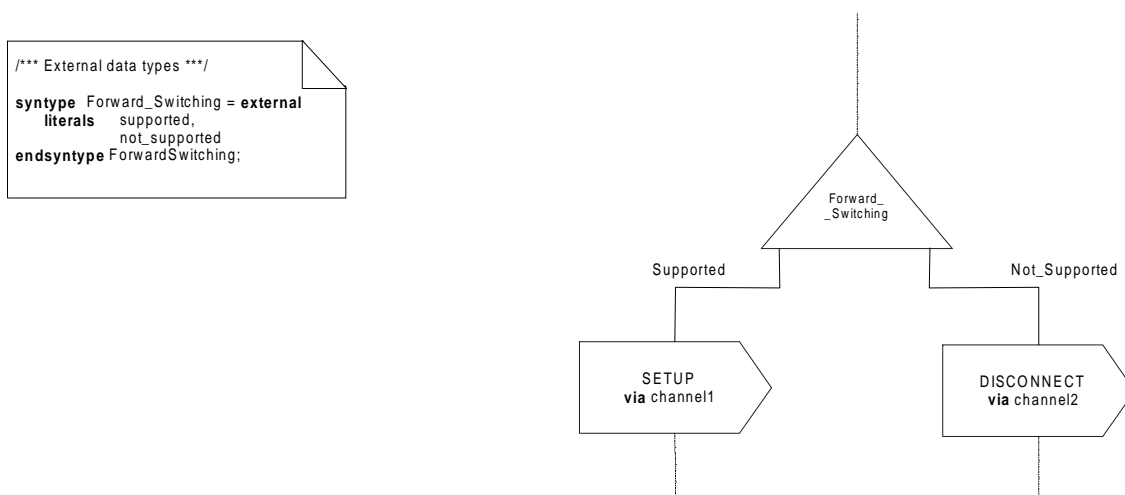 /*** External data types ***/
syntype Forward_Switching = external
literals supported,
not_supported
endsyntype ForwardSwitching;
Forward_
_Switching
Supported
Not_Supported
SETUP
via channel1
DISCONNECT
via channel2